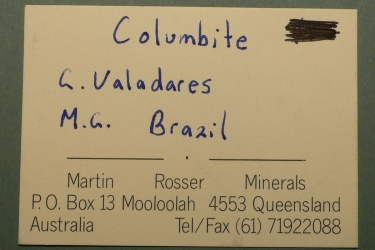 Columbite
G. Valadares
M.G. Brazil
Martin Rosser Minerals
P.O. Box 13 Mooloolah 4553 Queensland
Australia Tel/Fax (61) 71922088